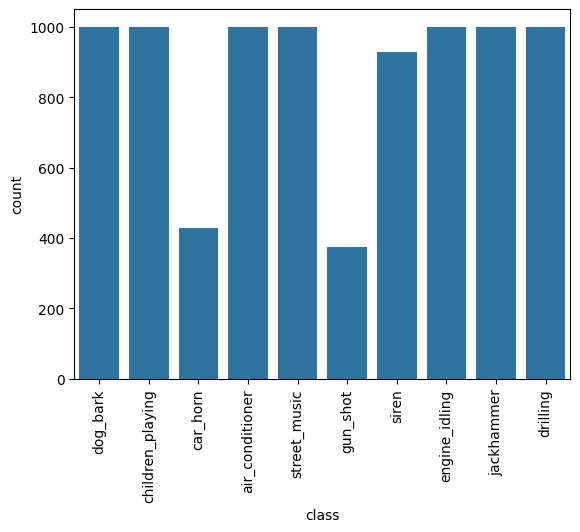 1000
800
600
400
200
0
count
dog_bark
children_playing
car_horn
air_conditioner
street_music
gun_shot
siren
engine_idling
jackhammer
drilling
class